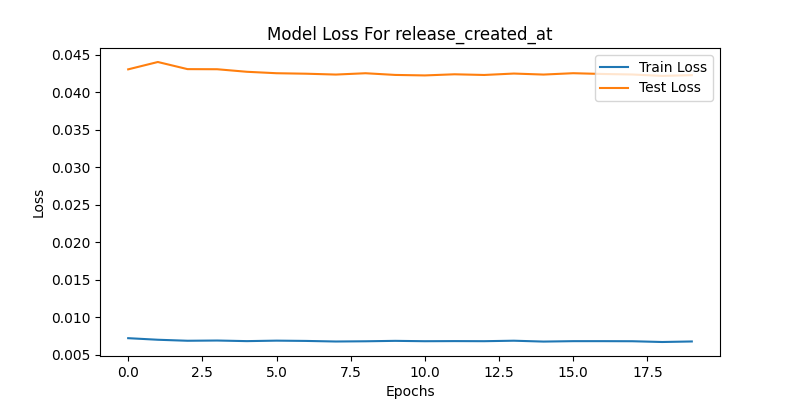 Model Loss For release_created_at
0.045
0.040
0.035
0.030
0.025
0.020
0.015
0.010
0.005
Loss
Train Loss
Test Loss
0.0 2.5 5.0 7.5 10.0 12.5 15.0 17.5
Epochs